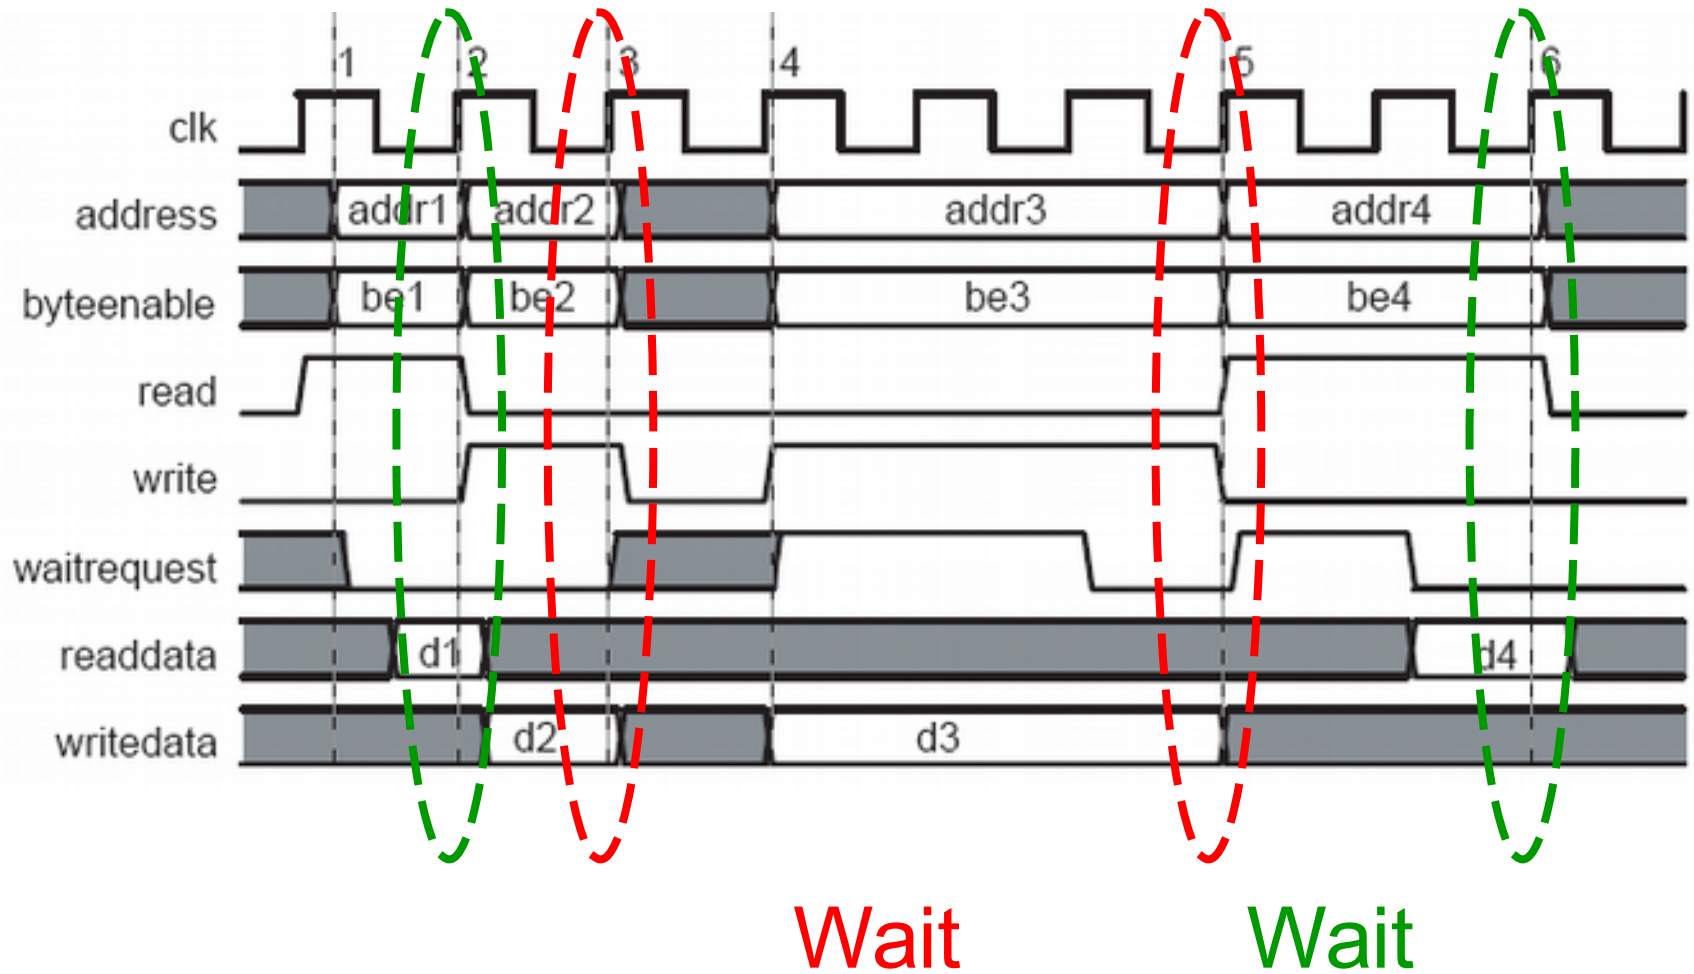 1 2 3 4 5 6
clk
address addr1 addr2 addr3 addr4
byteenable be1 be2 be3 be4
read
write
waitrequest
readdata d1 d4
writedata d2 d3
Wait Wait